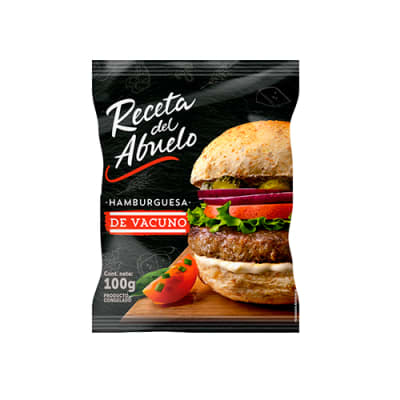 Receta
del
Abuelo
·HAMBURGUESA·
DE VACUNO
Cont. neto:
100g
PRODUCTO
CONGELADO